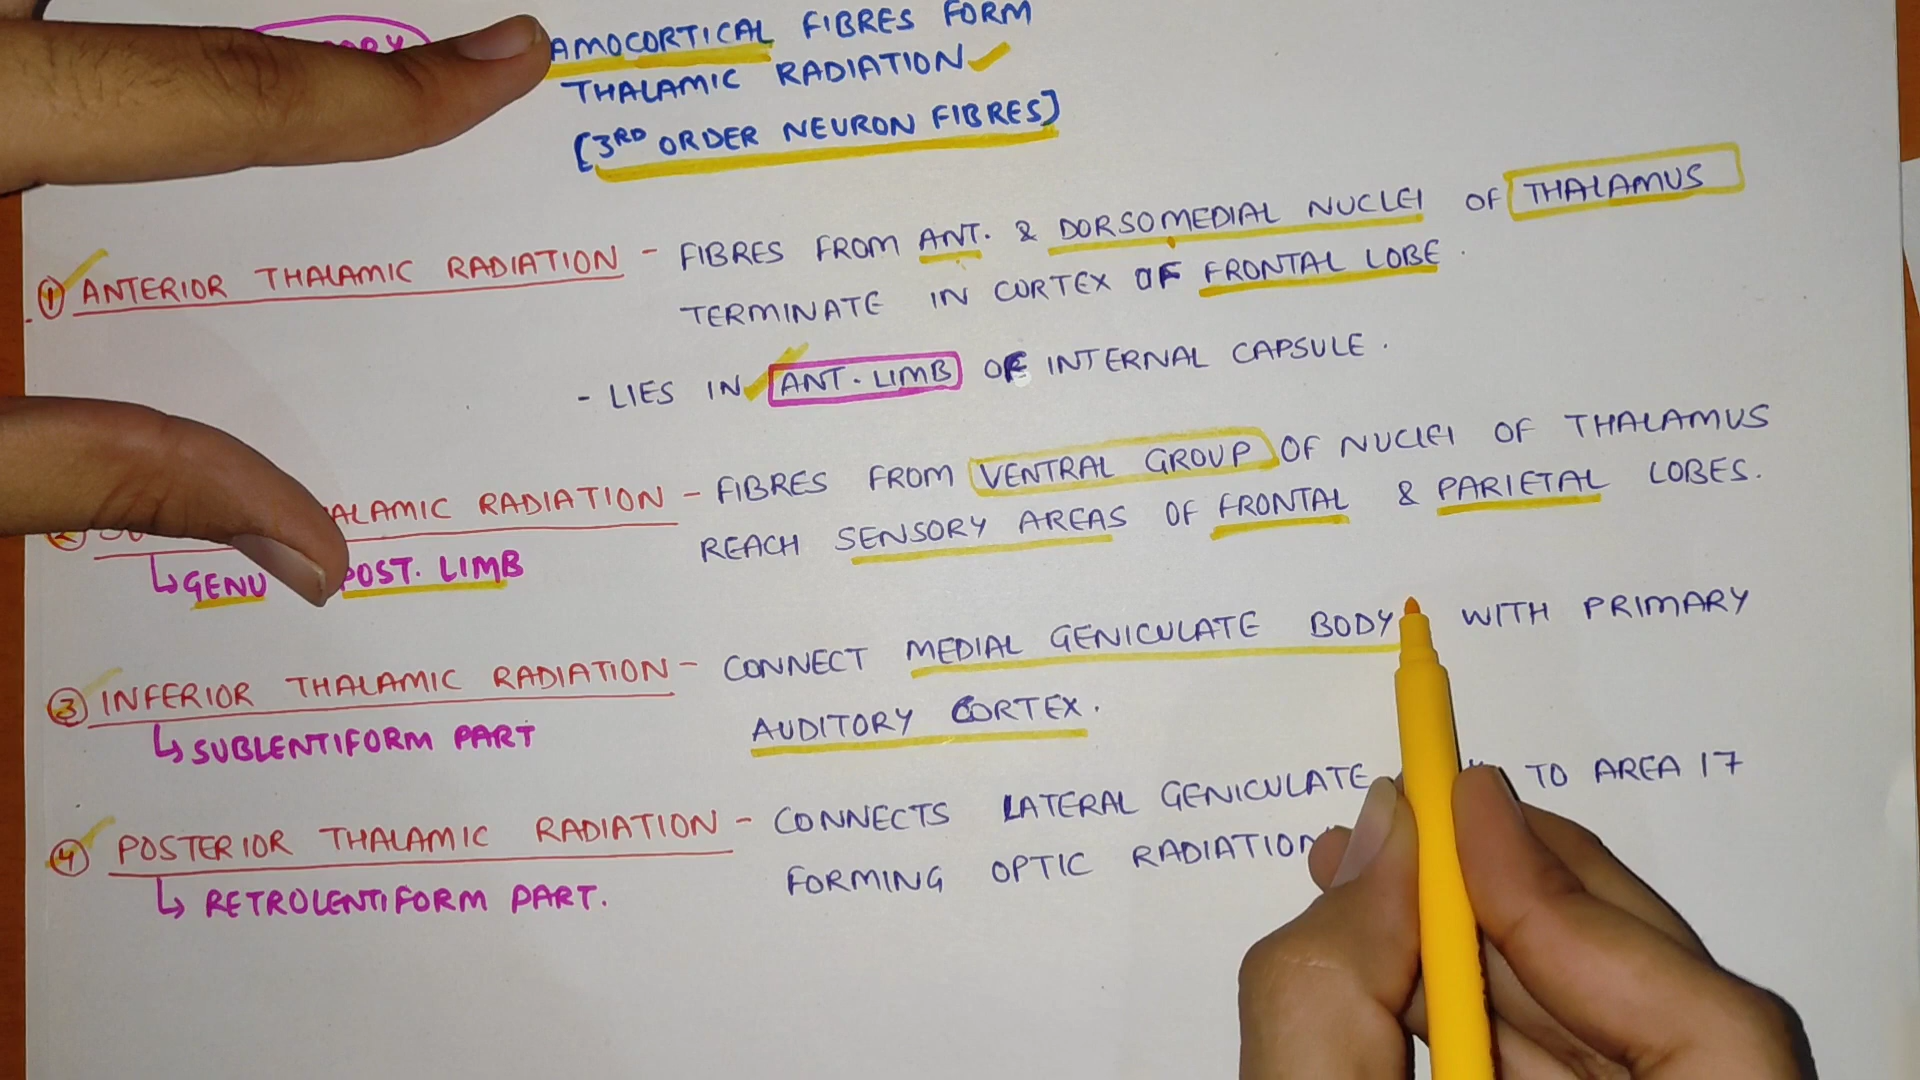 AMOCORTICAL FIBRES FORM
THALAMIC RADIATION
[3RD ORDER NEURON FIBRES]
① ANTERIOR THALAMIC RADIATION - FIBRES FROM ANT. & DORSOMEDIAL NUCLEI OF THALAMUS
TERMINATE IN CORTEX OF FRONTAL LOBE.
- LIES IN ANT. LIMB OF INTERNAL CAPSULE.
ALAMIC RADIATION - FIBRES FROM VENTRAL GROUP OF NUCLEI OF THALAMUS
REACH SENSORY AREAS OF FRONTAL & PARIETAL LOBES.
↳ GENU POST. LIMB
③ INFERIOR THALAMIC RADIATION - CONNECT MEDIAL GENICULATE BODY WITH PRIMARY
AUDITORY CORTEX.
↳ SUBLENTIFORM PART
④ POSTERIOR THALAMIC RADIATION - CONNECTS LATERAL GENICULATE TO AREA 17
FORMING OPTIC RADIATION
↳ RETROLENTIFORM PART.